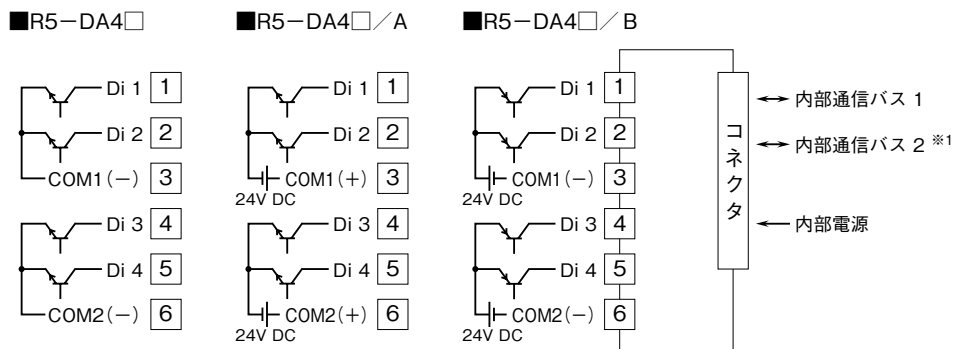 ■R5－DA4□
Di 1 1
Di 2 2
COM1(－) 3
Di 3 4
Di 4 5
COM2(－) 6
■R5－DA4□／A
Di 1 1
Di 2 2
COM1(＋) 3
24V DC
Di 3 4
Di 4 5
COM2(＋) 6
24V DC
■R5－DA4□／B
Di 1 1
Di 2 2
COM1(－) 3
24V DC
Di 3 4
Di 4 5
COM2(－) 6
24V DC
コネクタ
内部通信バス 1
内部通信バス 2 ※1
内部電源